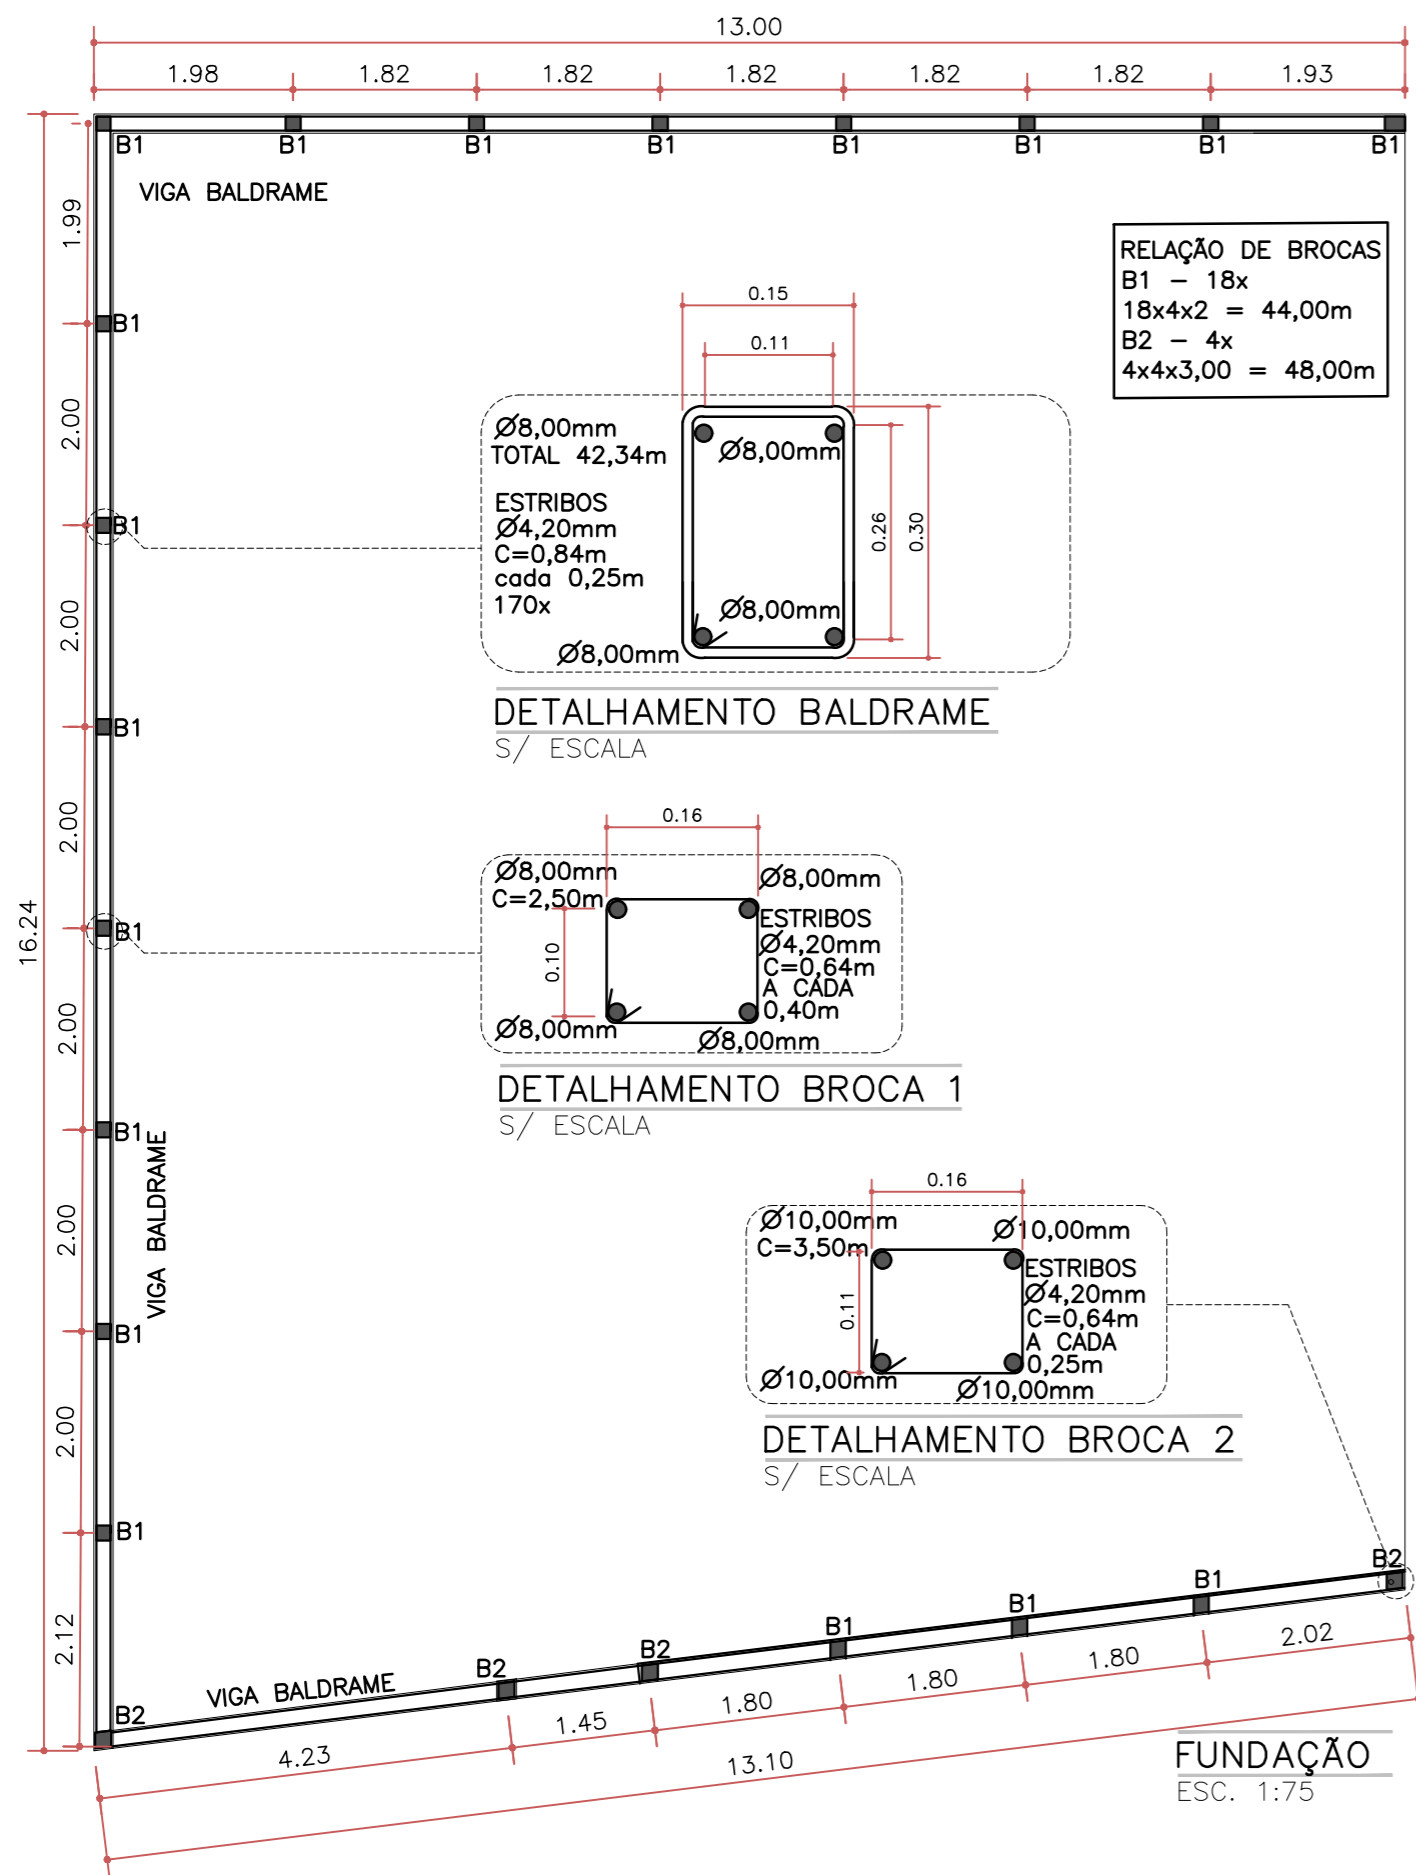 13.00
1.98 1.82 1.82 1.82 1.82 1.82 1.93
B1 B1 B1 B1 B1 B1 B1 B1
VIGA BALDRAME
1.99
RELAÇÃO DE BROCAS
B1 - 18x
18x4x2 = 44,00m
B2 - 4x
4x4x3,00 = 48,00m
B1
2.00
B1
2.00
B1
2.00
B1
2.00
B1
2.00
B1
2.00
B1
2.12
16.24
VIGA BALDRAME
0.15
0.11
Ø8,00mm
TOTAL 42,34m
Ø8,00mm
ESTRIBOS
Ø4,20mm
C=0,84m
cada 0,25m
170x
0.26
0.30
Ø8,00mm
Ø8,00mm
DETALHAMENTO BALDRAME
S/ ESCALA
0.16
Ø8,00mm
C=2,50m
Ø8,00mm
0.10
ESTRIBOS
Ø4,20mm
C=0,64m
A CADA
0,40m
Ø8,00mm
Ø8,00mm
DETALHAMENTO BROCA 1
S/ ESCALA
0.16
Ø10,00mm
C=3,50m
Ø10,00mm
0.11
ESTRIBOS
Ø4,20mm
C=0,64m
A CADA
0,25m
Ø10,00mm
Ø10,00mm
DETALHAMENTO BROCA 2
S/ ESCALA
B2 B2 B2 B1 B1 B1 B2
VIGA BALDRAME
4.23 1.45 1.80 1.80 1.80 2.02
13.10
FUNDAÇÃO
ESC. 1:75